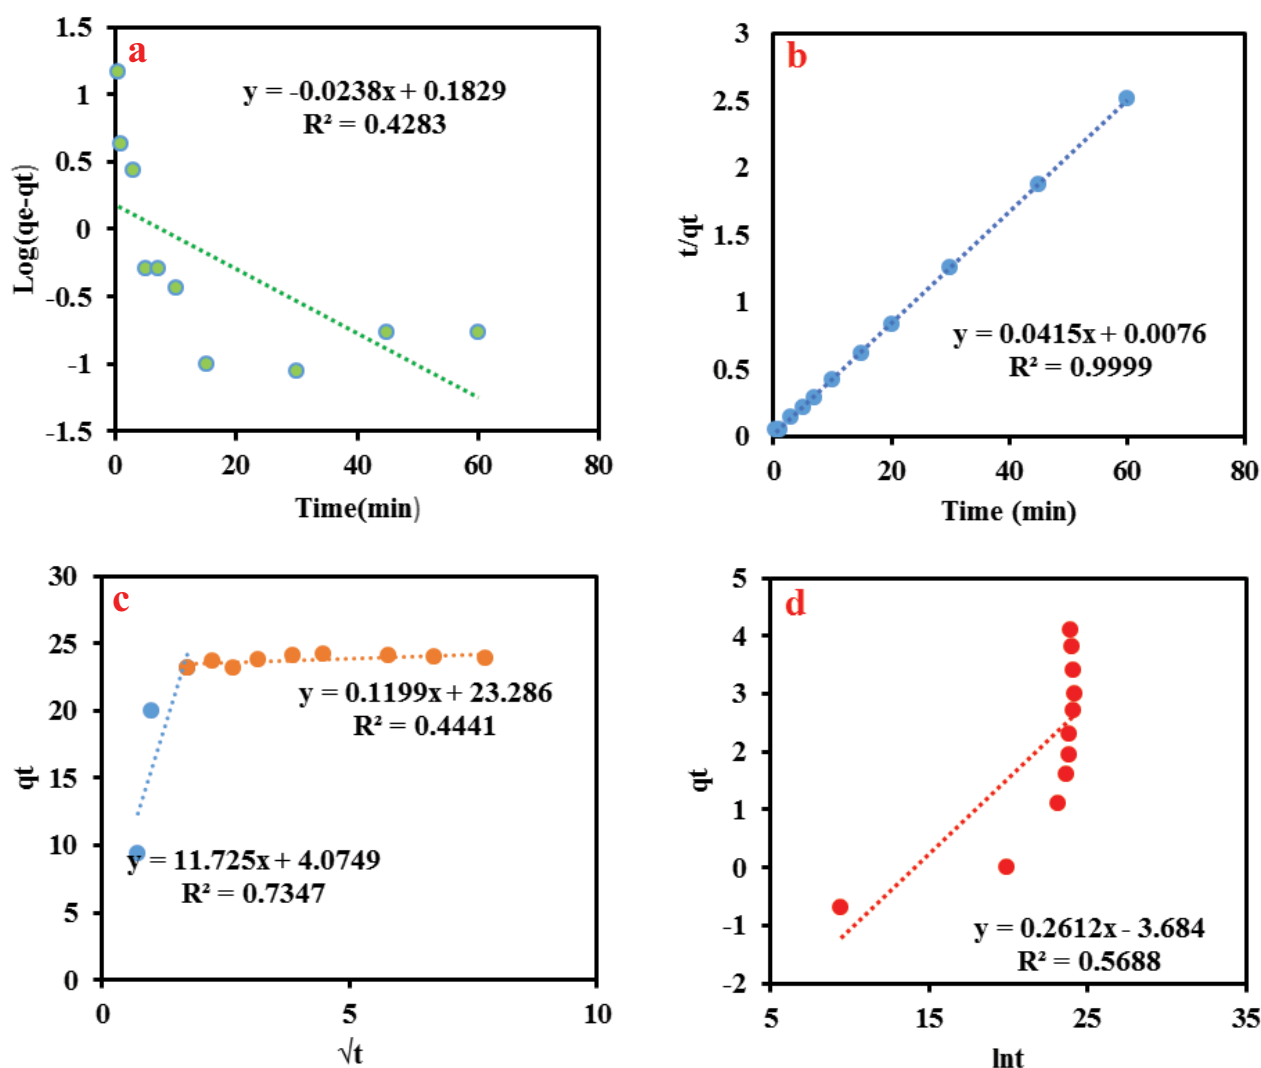 a
y = -0.0238x + 0.1829
R² = 0.4283
1.5
1
0.5
0
-0.5
-1
-1.5
Log(qe-qt)
0 20 40 60 80
Time(min)
b
3
2.5
2
1.5
1
0.5
0
t/qt
y = 0.0415x + 0.0076
R² = 0.9999
0 20 40 60 80
Time (min)
c
30
25
20
15
10
5
0
qt
y = 0.1199x + 23.286
R² = 0.4441
y = 11.725x + 4.0749
R² = 0.7347
0 5 10
√t
d
5
4
3
2
1
0
-1
-2
qt
y = 0.2612x - 3.684
R² = 0.5688
5 15 25 35
lnt